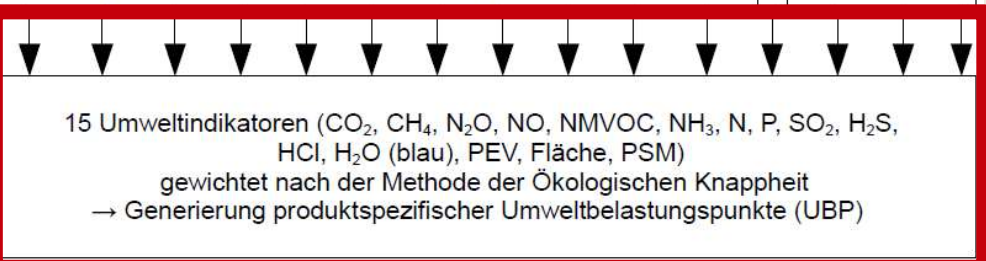 15 Umweltindikatoren (CO₂, CH₄, N₂O, NO, NMVOC, NH₃, N, P, SO₂, H₂S,
HCl, H₂O (blau), PEV, Fläche, PSM)
gewichtet nach der Methode der Ökologischen Knappheit
→ Generierung produktspezifischer Umweltbelastungspunkte (UBP)